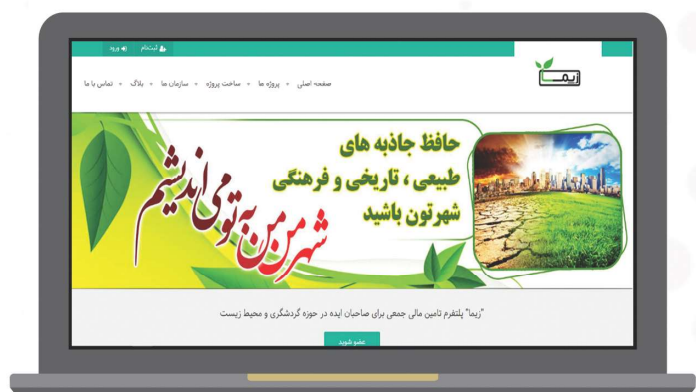 ثبت‌نام
ورود
زیما
صفحه اصلی
پروژه ها
ساخت پروژه
سازمان ها
بلاگ
تماس با ما
حافظ جاذبه های
طبیعی ، تاریخی و فرهنگی
شهرتون باشید
شهر من من به تو می اندیشم
"زیما" پلتفرم تامین مالی جمعی برای صاحبان ایده در حوزه گردشگری و محیط زیست
عضو شوید